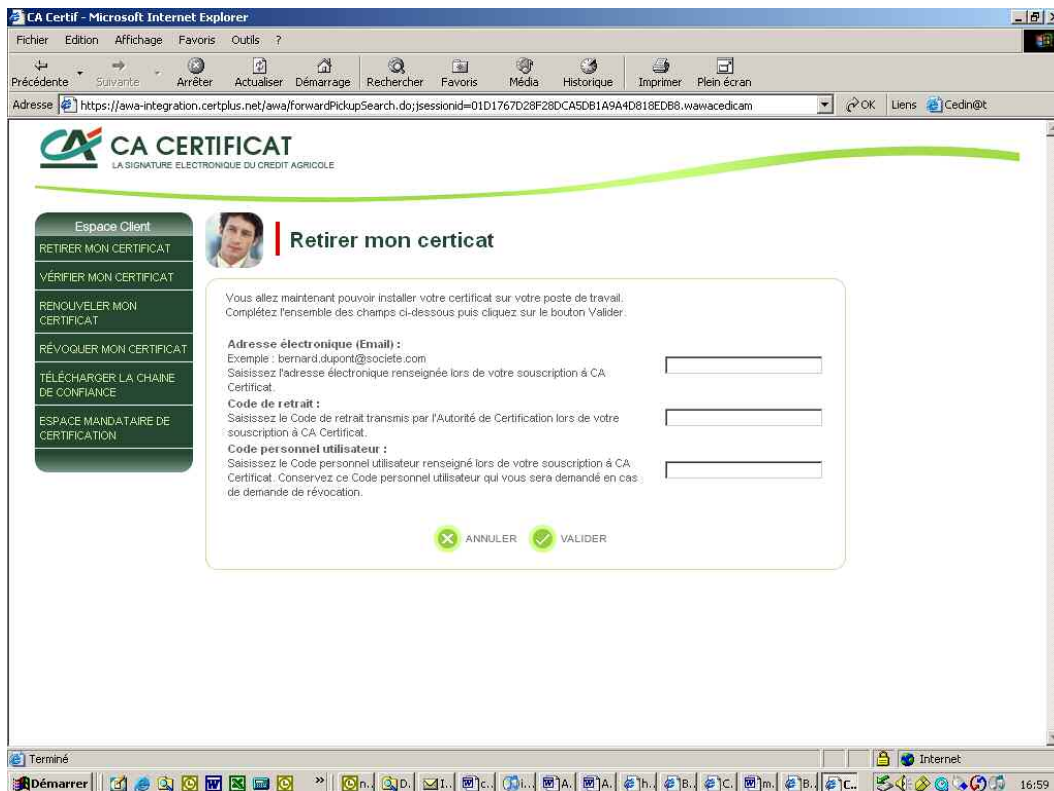 CA Certif - Microsoft Internet Explorer
Fichier Edition Affichage Favoris Outils ?
Précédente Suivante Arrêter Actualiser Démarrage Rechercher Favoris Média Historique Imprimer Plein écran
Adresse https://awa-integration.certplus.net/awa/forwardPickupSearch.do;jsessionid=01D1767D28F28DCA5DB1A9A4D818EDB8.wawacedicam OK Liens Cedin@t
CA CERTIFICAT
LA SIGNATURE ELECTRONIQUE DU CREDIT AGRICOLE
Espace Client
RETIRER MON CERTIFICAT
VÉRIFIER MON CERTIFICAT
RENOUVELER MON
CERTIFICAT
RÉVOQUER MON CERTIFICAT
TÉLÉCHARGER LA CHAINE
DE CONFIANCE
ESPACE MANDATAIRE DE
CERTIFICATION
Retirer mon certicat
Vous allez maintenant pouvoir installer votre certificat sur votre poste de travail.
Complétez l'ensemble des champs ci-dessous puis cliquez sur le bouton Valider.
Adresse électronique (Email) :
Exemple : bernard.dupont@societe.com
Saisissez l'adresse électronique renseignée lors de votre souscription à CA
Certificat.
Code de retrait :
Saisissez le Code de retrait transmis par l'Autorité de Certification lors de votre
souscription à CA Certificat.
Code personnel utilisateur :
Saisissez le Code personnel utilisateur renseigné lors de votre souscription à CA
Certificat. Conservez ce Code personnel utilisateur qui vous sera demandé en cas
de demande de révocation.
ANNULER VALIDER
Terminé Internet
Démarrer » n.. D.. I.. c.. i... A. A. h. B. C. m. B. C.. 16:59